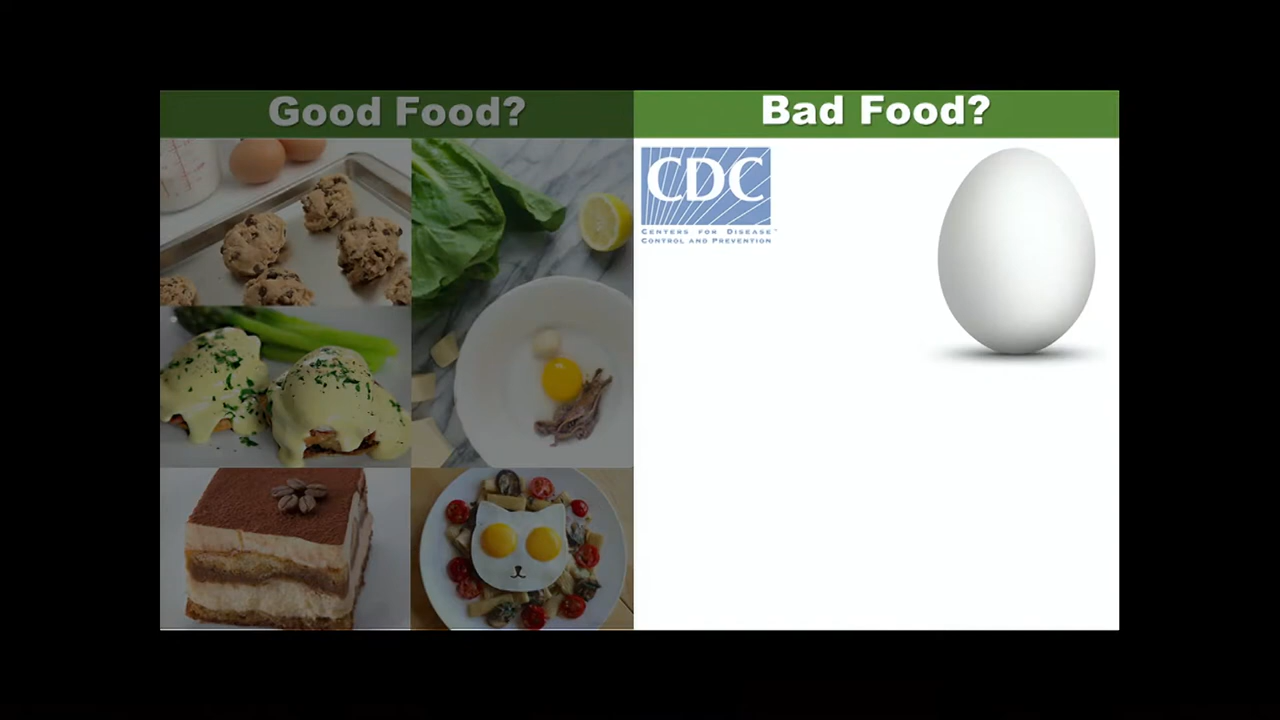 Good Food?
Bad Food?
CDC
CENTERS FOR DISEASE
CONTROL AND PREVENTION